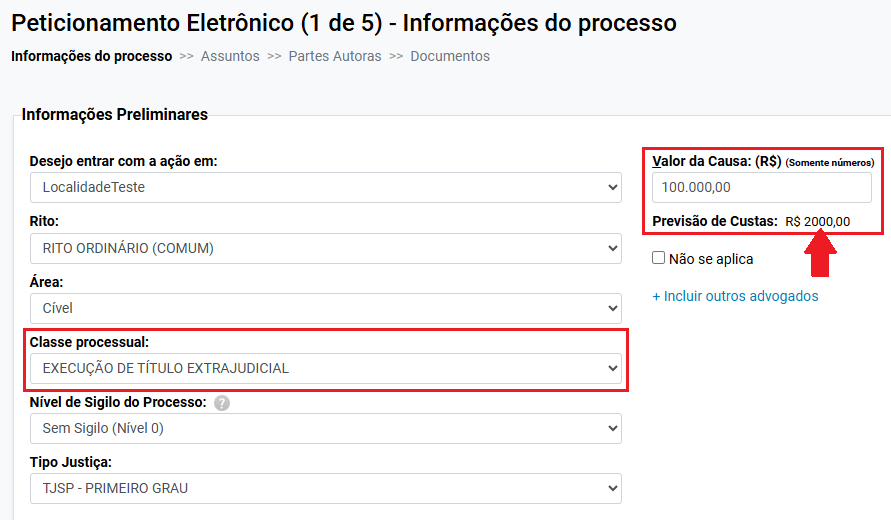 Peticionamento Eletrônico (1 de 5) - Informações do processo
Informações do processo >> Assuntos >> Partes Autoras >> Documentos
Informações Preliminares
Desejo entrar com a ação em:
LocalidadeTeste
Rito:
RITO ORDINÁRIO (COMUM)
Área:
Cível
Classe processual:
EXECUÇÃO DE TÍTULO EXTRAJUDICIAL
Nível de Sigilo do Processo: ?
Sem Sigilo (Nível 0)
Tipo Justiça:
TJSP - PRIMEIRO GRAU
Valor da Causa: (R$) (Somente números)
100.000,00
Previsão de Custas: R$ 2000,00
Não se aplica
+ Incluir outros advogados